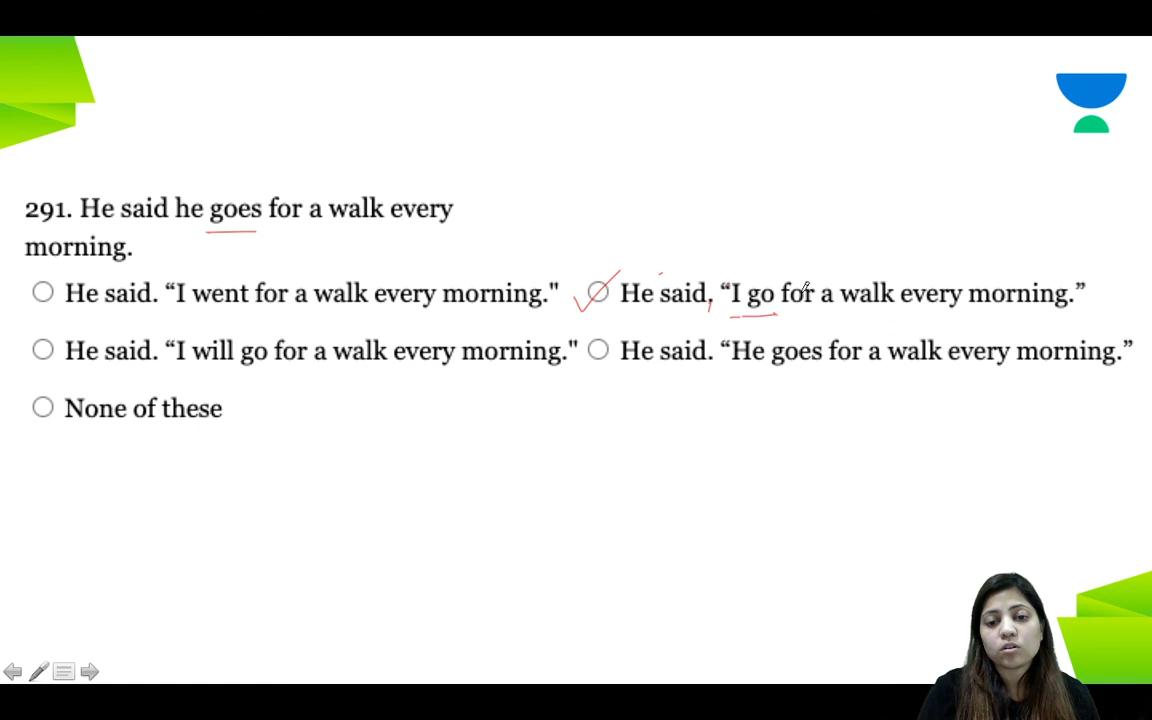 291. He said he goes for a walk every
morning.
He said. “I went for a walk every morning."
He said, “I go for a walk every morning.”
He said. “I will go for a walk every morning."
He said. “He goes for a walk every morning.”
None of these